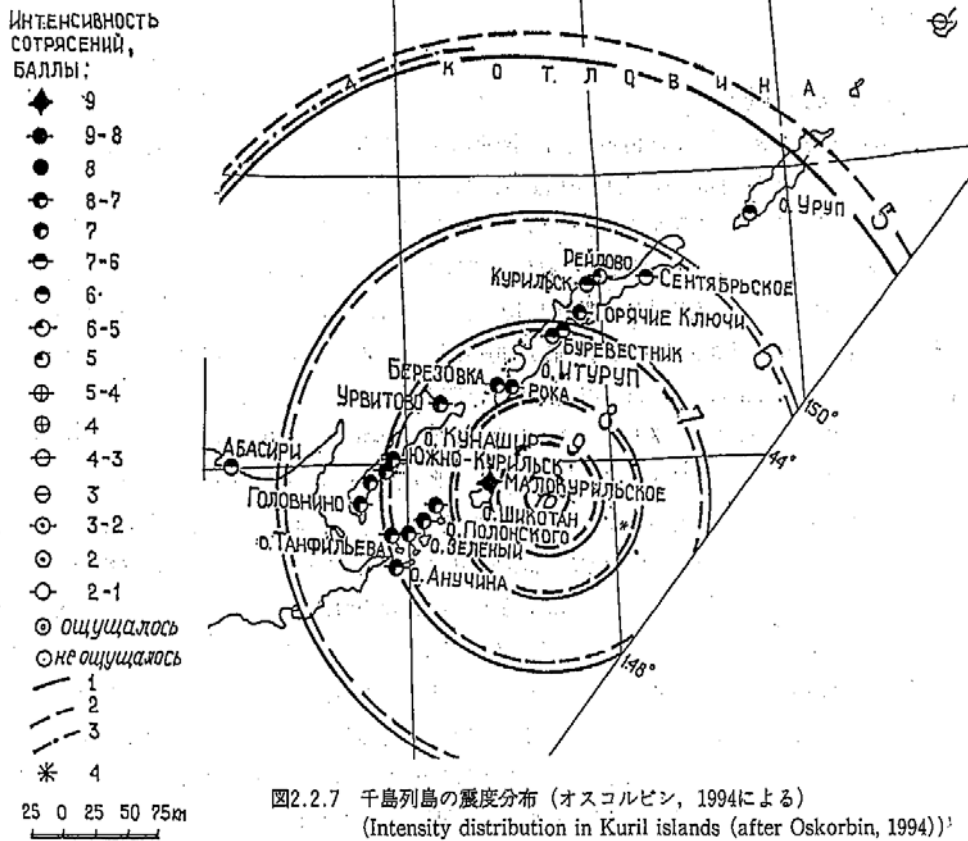 ИНТЕНСИВНОСТЬ
СОТРЯСЕНИЙ,
БАЛЛЫ:
9
9-8
8
8-7
7
7-6
6
6-5
5
5-4
4
4-3
3
3-2
2
2-1
ОЩУЩАЛОСЬ
НЕ ОЩУЩАЛОСЬ
1
2
3
4
25 0 25 50 75КМ
А К О Т Л О В И Н А
8
5
6
7
8
9
10
О. УРУП
РЕЙДОВО
КУРИЛЬСК
СЕНТЯБРЬСКОЕ
ГОРЯЧИЕ КЛЮЧИ
БУРЕВЕСТНИК
О. ИТУРУП
БЕРЕЗОВКА
РОКА
УРВИТОВО
О. КУНАШИР
ЮЖНО-КУРИЛЬСК
МАЛОКУРИЛЬСКОЕ
АБАСИРИ
ГОЛОВНИНО
О. ШИКОТАН
О. ПОЛОНСКОГО
О. ЗЕЛЕНЫЙ
О. ТАНФИЛЬЕВА
О. АНУЧИНА
150°
44°
148°
図2.2.7 千島列島の震度分布 (オスコルビン, 1994による)
(Intensity distribution in Kuril islands (after Oskorbin, 1994))